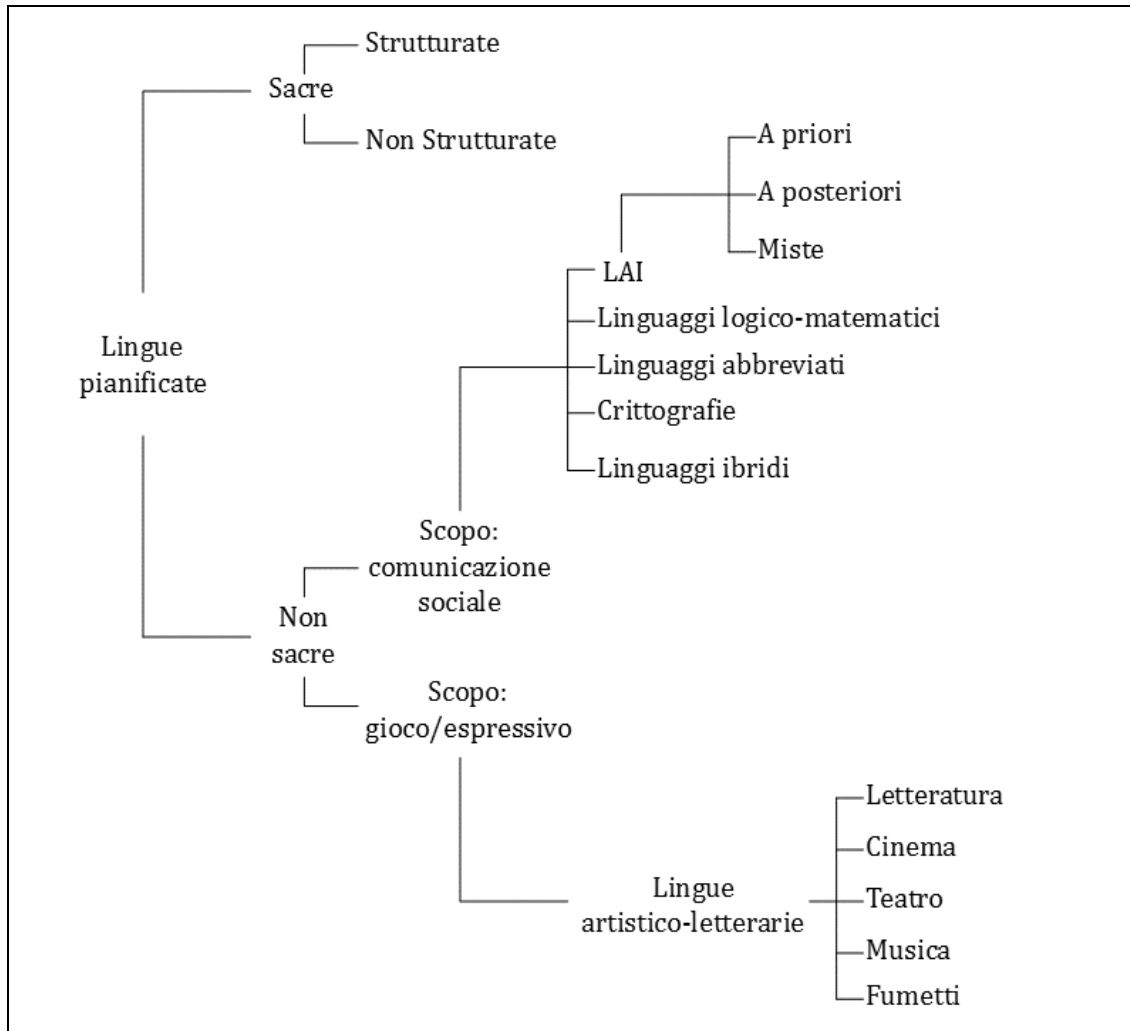 Strutturate
Sacre
Non Strutturate
A priori
A posteriori
Miste
LAI
Linguaggi logico-matematici
Lingue
pianificate
Linguaggi abbreviati
Crittografie
Linguaggi ibridi
Scopo:
comunicazione
sociale
Non
sacre
Scopo:
gioco/espressivo
Letteratura
Cinema
Lingue
artistico-letterarie
Teatro
Musica
Fumetti